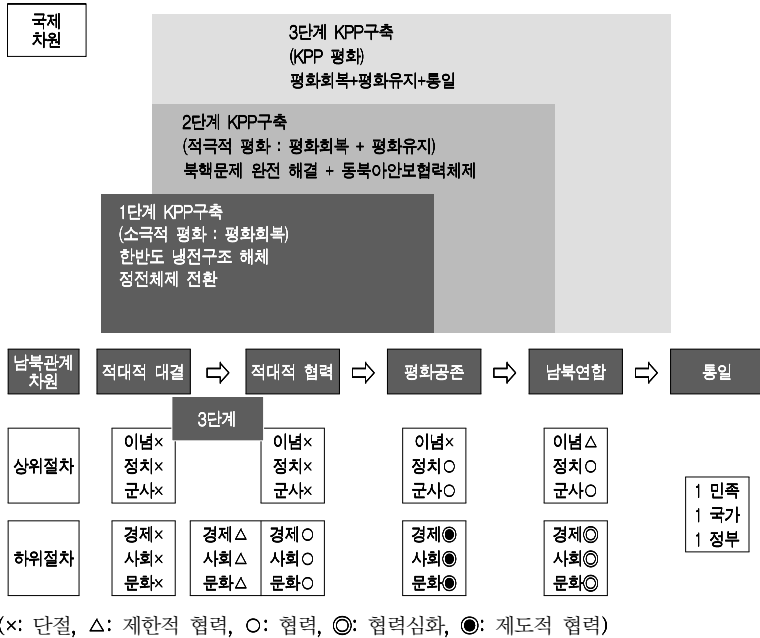 국제
차원
3단계 KPP구축
(KPP 평화)
평화회복+평화유지+통일
2단계 KPP구축
(적극적 평화 : 평화회복 + 평화유지)
북핵문제 완전 해결 + 동북아안보협력체제
1단계 KPP구축
(소극적 평화 : 평화회복)
한반도 냉전구조 해체
정전체제 전환
남북관계
차원
적대적 대결 ⇨ 적대적 협력 ⇨ 평화공존 ⇨ 남북연합 ⇨ 통일
3단계
상위절차
이념×
정치×
군사×
이념×
정치×
군사×
이념×
정치○
군사○
이념△
정치○
군사○
1 민족
1 국가
1 정부
하위절차
경제×
사회×
문화×
경제△
사회△
문화△
경제○
사회○
문화○
경제◉
사회◉
문화◉
경제◎
사회◎
문화◎
(×: 단절, △: 제한적 협력, ○: 협력, ◎: 협력심화, ◉: 제도적 협력)